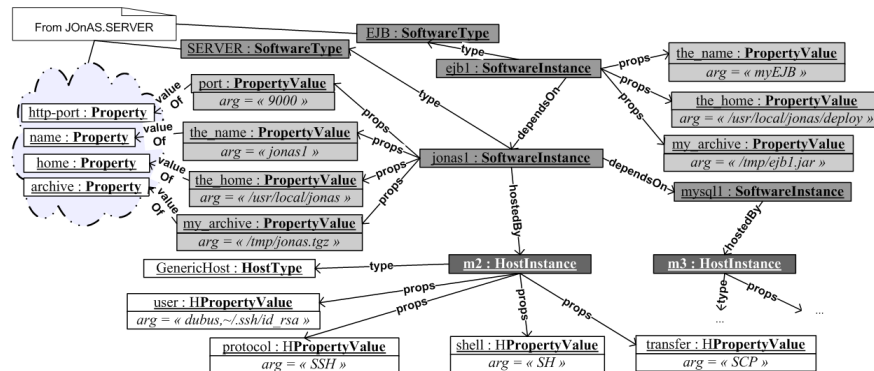 From JOnAS.SERVER
EJB : SoftwareType
SERVER : SoftwareType
type
ejb1 : SoftwareInstance
props
the_name : PropertyValue
arg = « myEJB »
props
the_home : PropertyValue
arg = « /usr/local/jonas/deploy »
props
my_archive : PropertyValue
arg = « /tmp/ejb1.jar »
http-port : Property
name : Property
home : Property
archive : Property
value Of
port : PropertyValue
arg = « 9000 »
value Of
the_name : PropertyValue
arg = « jonas1 »
value Of
the_home : PropertyValue
arg = « /usr/local/jonas »
value Of
my_archive : PropertyValue
arg = « /tmp/jonas.tgz »
props
props
props
props
type
dependsOn
jonas1 : SoftwareInstance
dependsOn
mysql1 : SoftwareInstance
hostedBy
hostedBy
GenericHost : HostType
type
m2 : HostInstance
m3 : HostInstance
type
props
...
...
props
user : HPropertyValue
arg = « dubus,~/.ssh/id_rsa »
props
protocol : HPropertyValue
arg = « SSH »
props
shell : HPropertyValue
arg = « SH »
props
transfer : HPropertyValue
arg = « SCP »